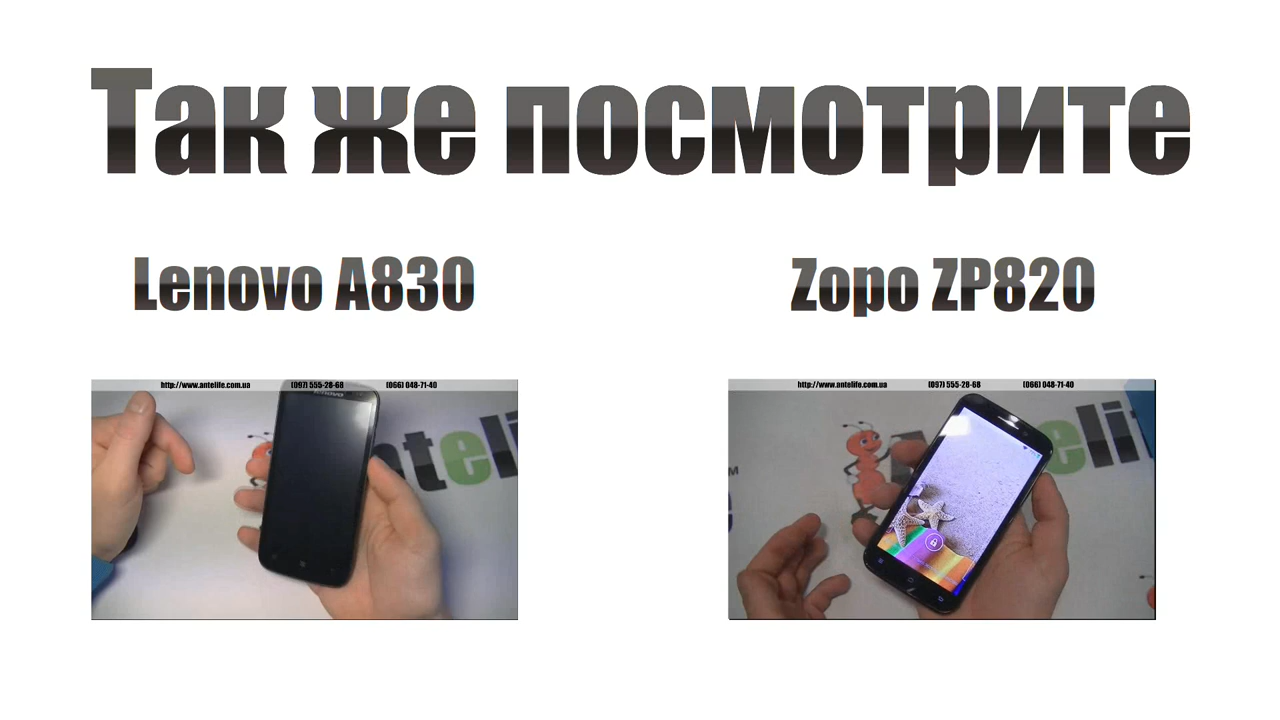 Так же посмотрите
Lenovo A830
Zopo ZP820
http://www.antelife.com.ua (097) 555-28-68 (066) 048-71-40
http://www.antelife.com.ua (097) 555-28-68 (066) 048-71-40
lenovo